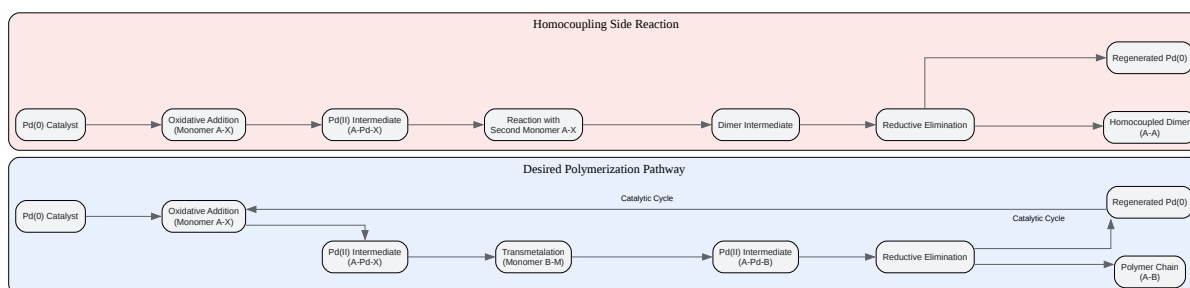 Homocoupling Side Reaction
Regenerated Pd(0)
Pd(0) Catalyst
Oxidative Addition
(Monomer A-X)
Pd(II) Intermediate
(A-Pd-X)
Reaction with
Second Monomer A-X
Dimer Intermediate
Reductive Elimination
Homocoupled Dimer
(A-A)
Desired Polymerization Pathway
Pd(0) Catalyst
Oxidative Addition
(Monomer A-X)
Catalytic Cycle
Regenerated Pd(0)
Catalytic Cycle
Pd(II) Intermediate
(A-Pd-X)
Transmetalation
(Monomer B-M)
Pd(II) Intermediate
(A-Pd-B)
Reductive Elimination
Polymer Chain
(A-B)